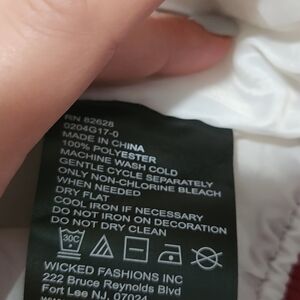 RN 82628
0204G17-0
MADE IN CHINA
100% POLYESTER
MACHINE WASH COLD
GENTLE CYCLE SEPARATELY
ONLY NON-CHLORINE BLEACH
WHEN NEEDED
DRY FLAT
COOL IRON IF NECESSARY
DO NOT IRON ON DECORATION
DO NOT DRY CLEAN
30C
WICKED FASHIONS INC
222 Bruce Reynolds Blvd
Fort Lee NJ, 07024